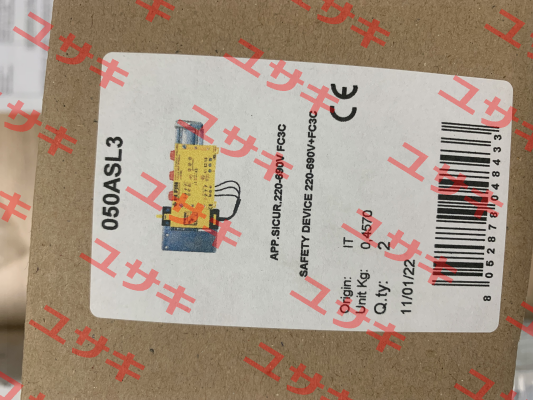 050ASL3
APP.SICUR.220-690V FC3C
SAFETY DEVICE 220-690V+FC3C
CE
Origin: IT
Unit Kg: 0,4570
Q.ty: 2
11/01/22
8 052878 048433
ユサキ